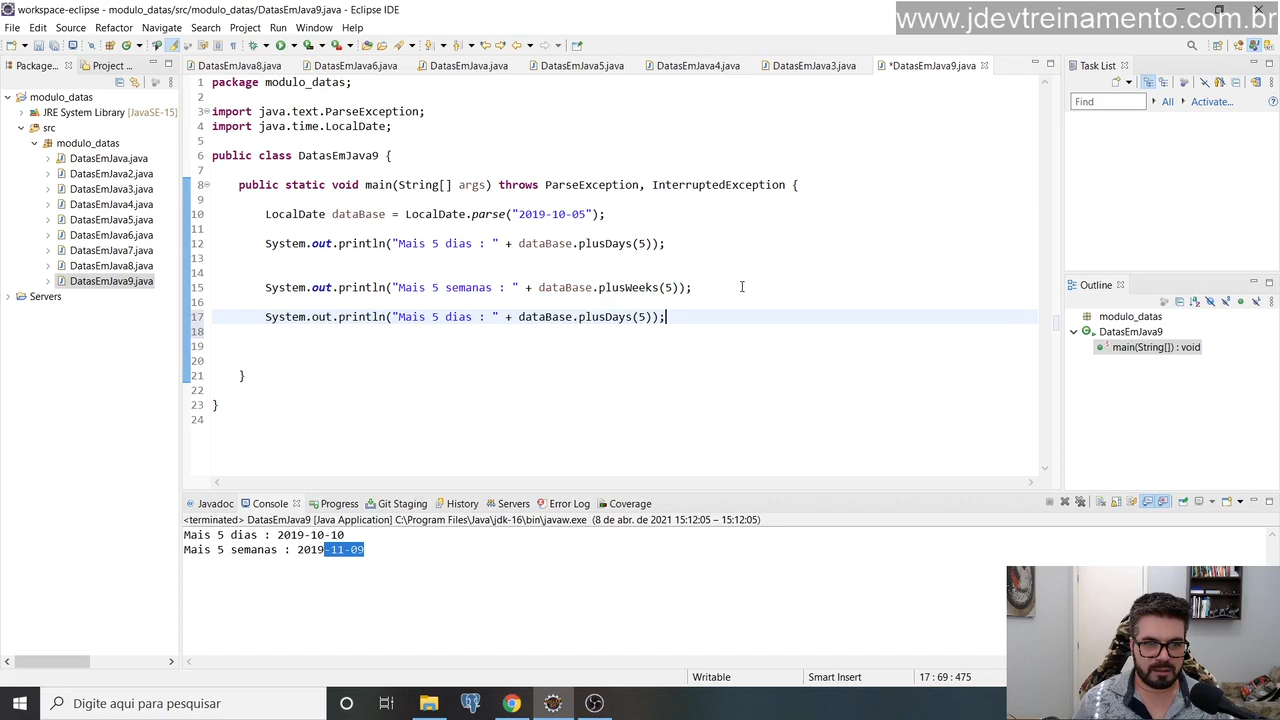 workspace-eclipse - modulo_datas/src/modulo_datas/DatasEmJava9.java - Eclipse IDE
www.jdevtreinamento.com.br
File Edit Source Refactor Navigate Search Project Run Window Help
Package... Project ...
DatasEmJava8.java DatasEmJava6.java DatasEmJava.java DatasEmJava5.java DatasEmJava4.java DatasEmJava3.java *DatasEmJava9.java
Task List
Find All Activate...
modulo_datas
JRE System Library [JavaSE-15]
src
modulo_datas
DatasEmJava.java
DatasEmJava2.java
DatasEmJava3.java
DatasEmJava4.java
DatasEmJava5.java
DatasEmJava6.java
DatasEmJava7.java
DatasEmJava8.java
DatasEmJava9.java
Servers
1 package modulo_datas;
2
3 import java.text.ParseException;
4 import java.time.LocalDate;
5
6 public class DatasEmJava9 {
7
8 public static void main(String[] args) throws ParseException, InterruptedException {
9
10 LocalDate dataBase = LocalDate.parse("2019-10-05");
11
12 System.out.println("Mais 5 dias : " + dataBase.plusDays(5));
13
14
15 System.out.println("Mais 5 semanas : " + dataBase.plusWeeks(5));
16
17 System.out.println("Mais 5 dias : " + dataBase.plusDays(5));
18
19
20
21 }
22
23 }
24
Outline
modulo_datas
DatasEmJava9
main(String[]) : void
Javadoc Console Progress Git Staging History Servers Error Log Coverage
<terminated> DatasEmJava9 [Java Application] C:\Program Files\Java\jdk-16\bin\javaw.exe (8 de abr. de 2021 15:12:05 – 15:12:05)
Mais 5 dias : 2019-10-10
Mais 5 semanas : 2019-11-09
Writable Smart Insert 17 : 69 : 475
Digite aqui para pesquisar